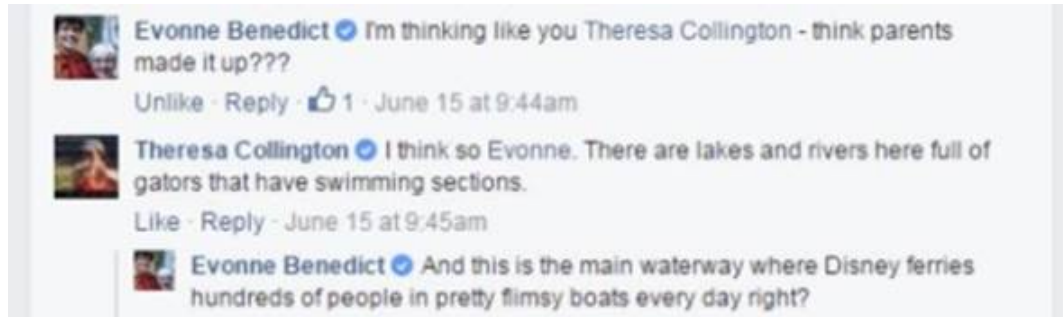 Evonne Benedict I'm thinking like you Theresa Collington - think parents
made it up???
Unlike · Reply · 1 · June 15 at 9:44am
Theresa Collington I think so Evonne. There are lakes and rivers here full of
gators that have swimming sections.
Like · Reply · June 15 at 9:45am
Evonne Benedict And this is the main waterway where Disney ferries
hundreds of people in pretty flimsy boats every day right?